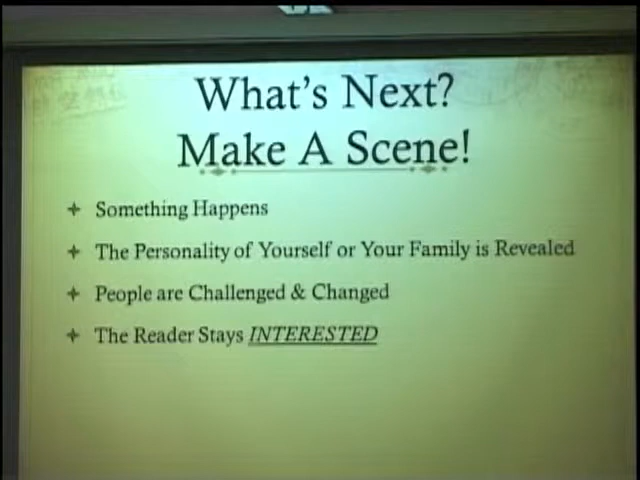 What's Next?
Make A Scene!
Something Happens
The Personality of Yourself or Your Family is Revealed
People are Challenged & Changed
The Reader Stays INTERESTED